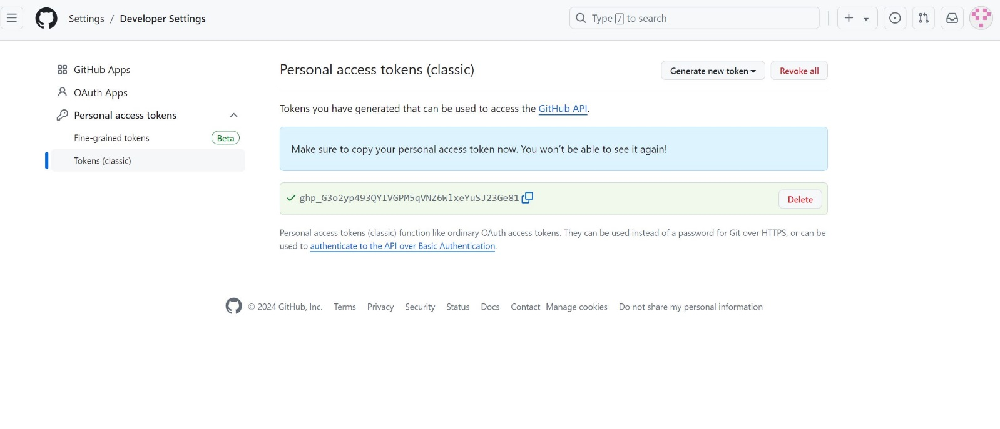 Settings / Developer Settings
Type / to search
GitHub Apps
OAuth Apps
Personal access tokens
Fine-grained tokens Beta
Tokens (classic)
Personal access tokens (classic)
Generate new token
Revoke all
Tokens you have generated that can be used to access the GitHub API.
Make sure to copy your personal access token now. You won’t be able to see it again!
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
Delete
Personal access tokens (classic) function like ordinary OAuth access tokens. They can be used instead of a password for Git over HTTPS, or can be
used to authenticate to the API over Basic Authentication.
© 2024 GitHub, Inc. Terms Privacy Security Status Docs Contact Manage cookies Do not share my personal information